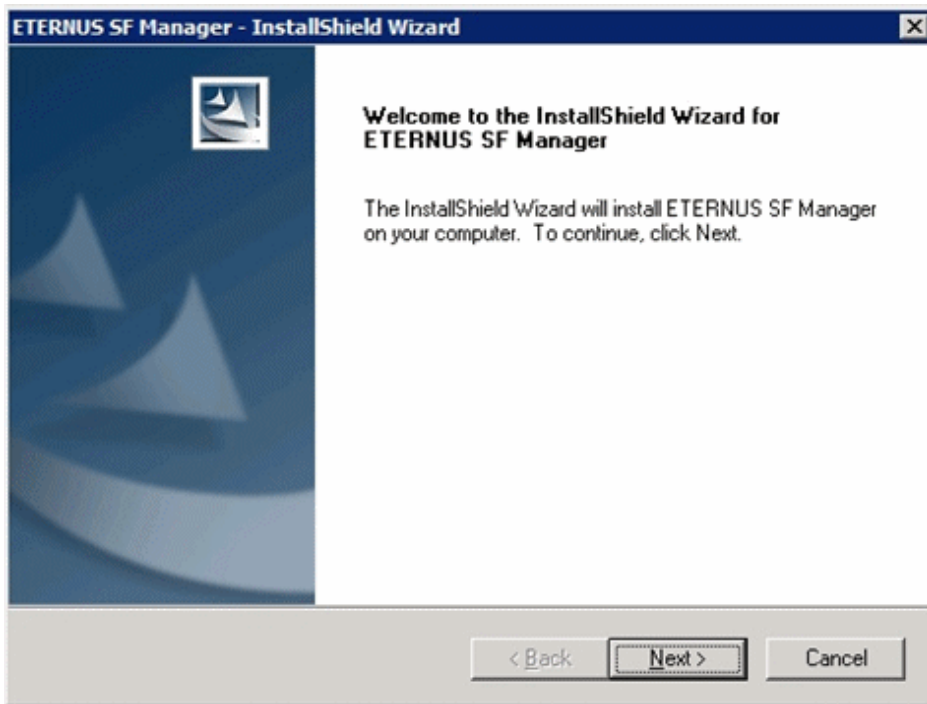 ETERNUS SF Manager - InstallShield Wizard
Welcome to the InstallShield Wizard for
ETERNUS SF Manager
The InstallShield Wizard will install ETERNUS SF Manager
on your computer. To continue, click Next.
< Back
Next >
Cancel